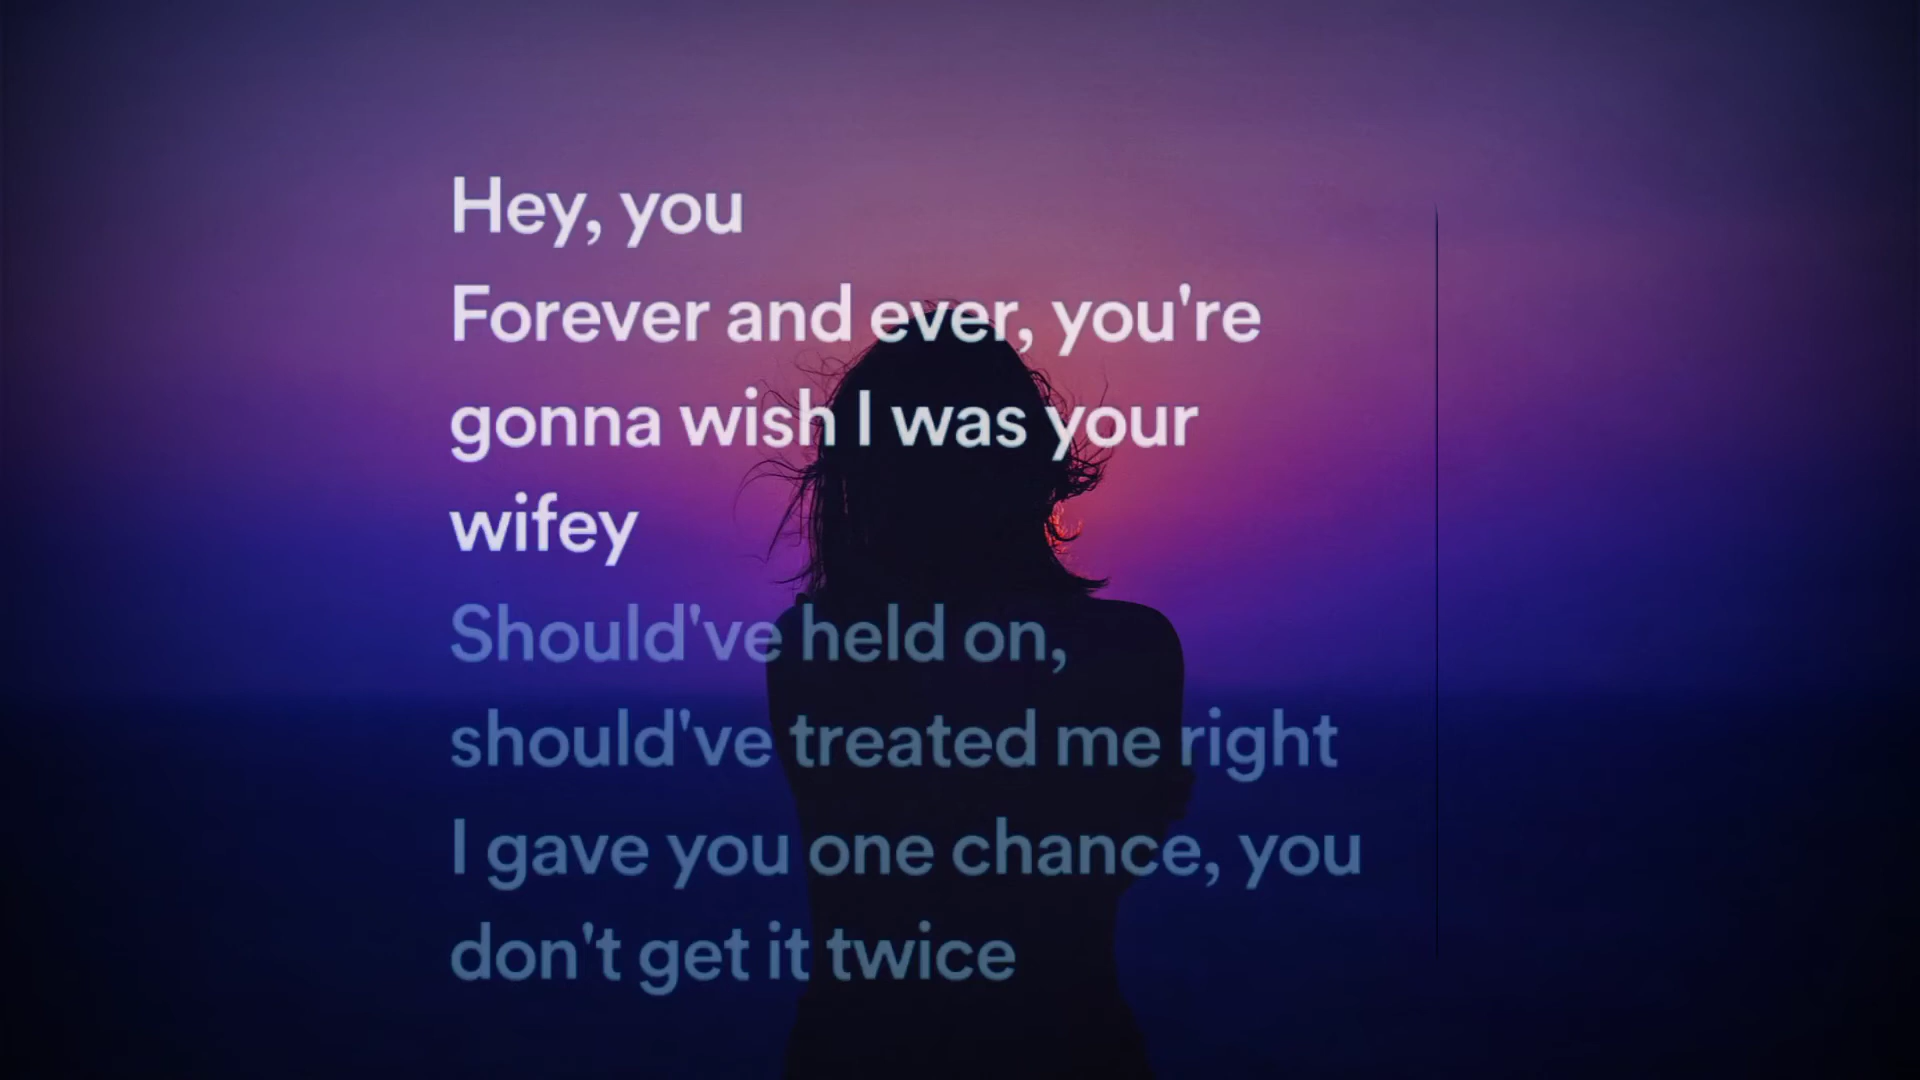 Hey, you
Forever and ever, you're
gonna wish I was your
wifey
Should've held on,
should've treated me right
I gave you one chance, you
don't get it twice